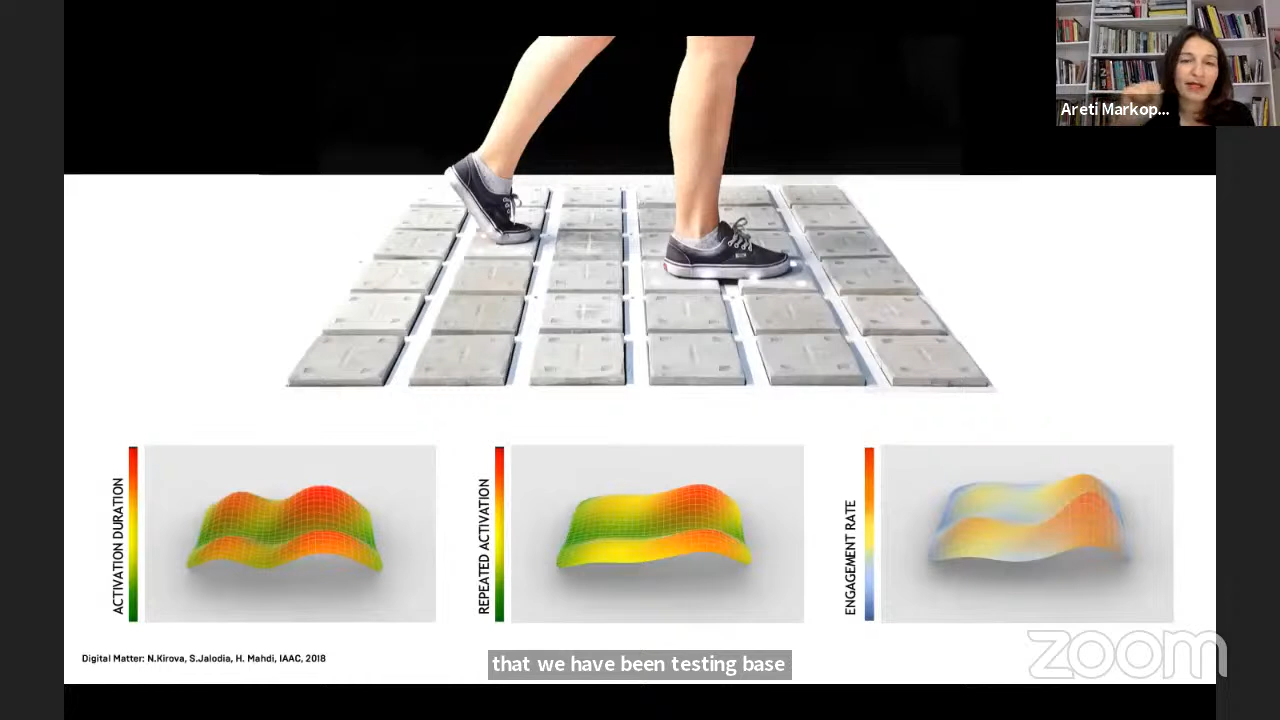 Areti Markop...
ACTIVATION DURATION
REPEATED ACTIVATION
ENGAGEMENT RATE
Digital Matter: N.Kirova, S.Jalodia, H. Mahdi, IAAC, 2018
that we have been testing base
zoom